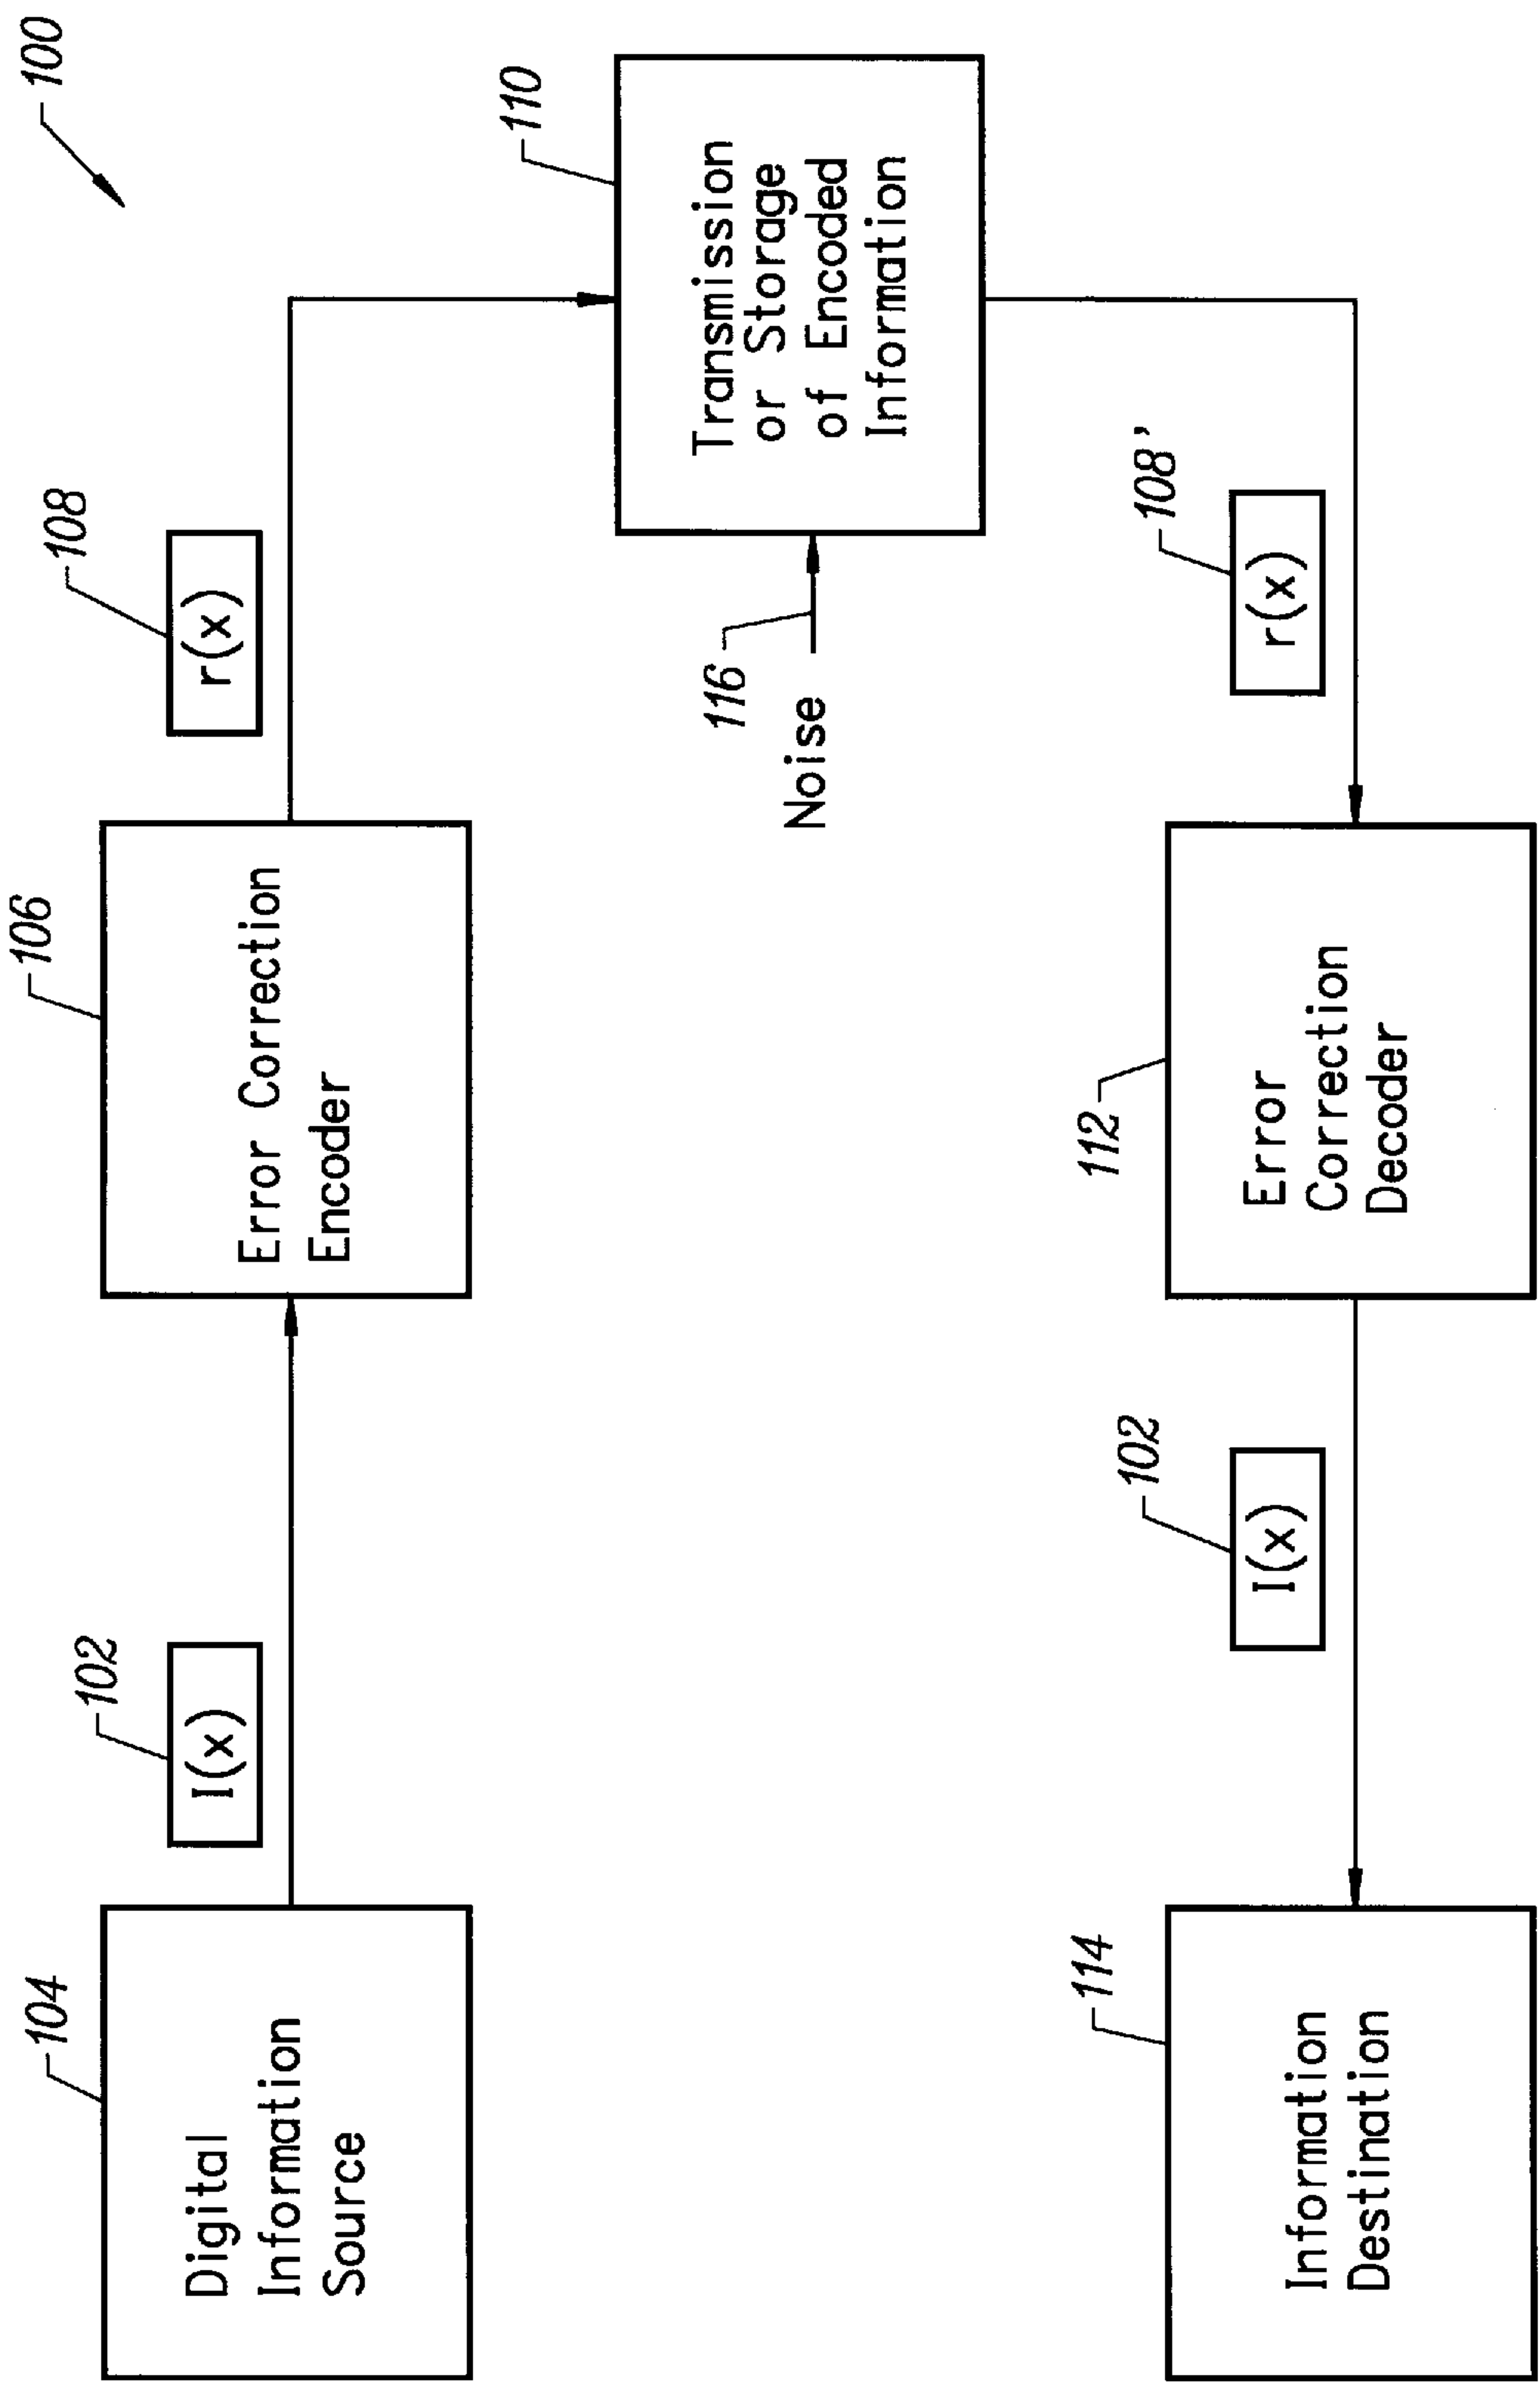 100
104
Digital
Information
Source
102
I(x)
106
Error Correction
Encoder
108
r(x)
110
Transmission
or Storage
of Encoded
Information
116
Noise
108'
r(x)
112
Error
Correction
Decoder
102
I(x)
114
Information
Destination